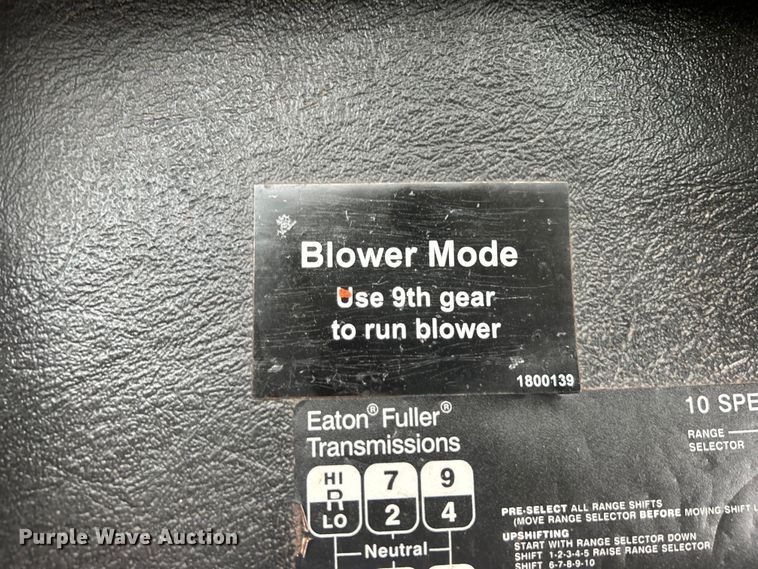 Blower Mode
Use 9th gear
to run blower
1800139
Eaton® Fuller®
Transmissions
10 SPE
RANGE
SELECTOR
HI 7 9
R
LO 2 4
Neutral
PRE-SELECT ALL RANGE SHIFTS
(MOVE RANGE SELECTOR BEFORE MOVING SHIFT L
UPSHIFTING
START WITH RANGE SELECTOR DOWN
SHIFT 1-2-3-4-5 RAISE RANGE SELECTOR
SHIFT 6-7-8-9-10
Purple Wave Auction